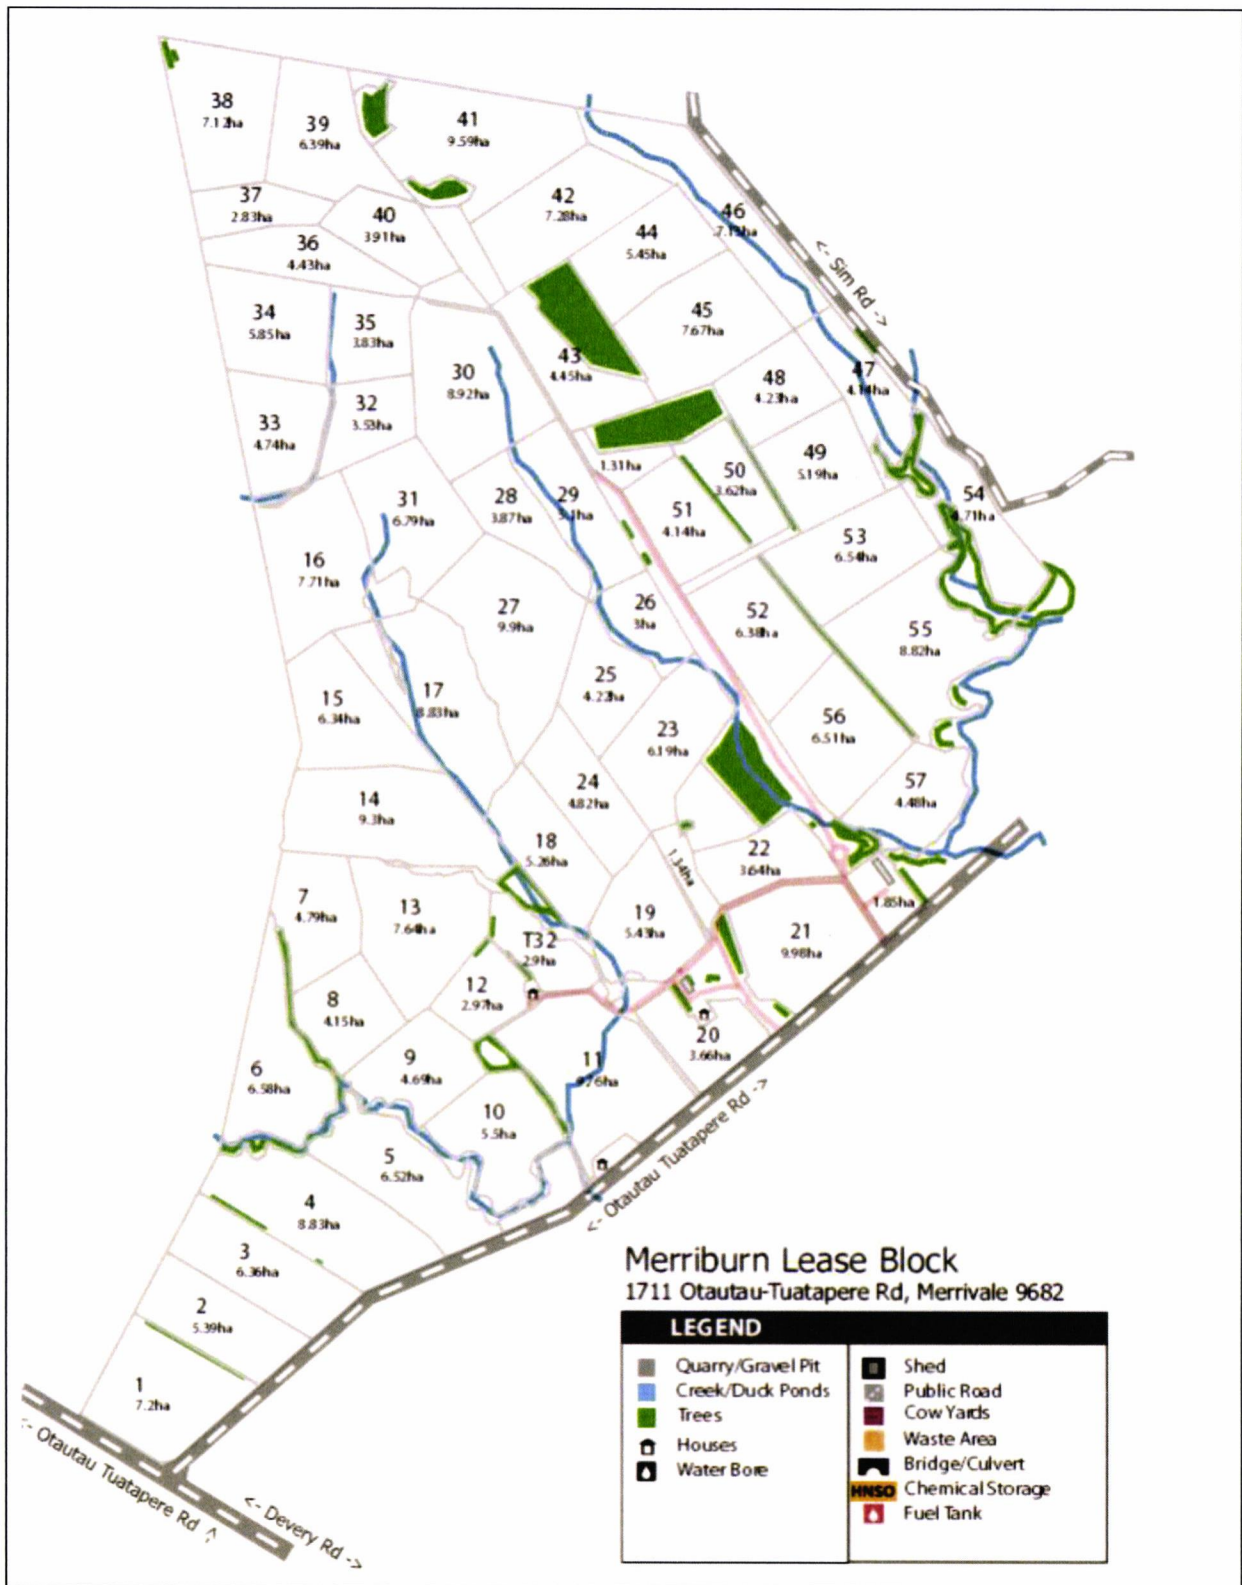 38
7.12ha
39
6.39ha
41
9.59ha
37
2.83ha
40
3.91ha
42
7.28ha
46
7.13ha
36
4.43ha
44
5.45ha
<- Sim Rd ->
34
5.85ha
35
3.83ha
45
7.67ha
30
8.92ha
43
4.45ha
48
4.23ha
47
4.14ha
33
4.74ha
32
3.53ha
1.31ha
50
3.62ha
49
5.19ha
31
6.79ha
28
3.87ha
29
51
4.14ha
54
4.71ha
16
7.71ha
53
6.54ha
27
9.9ha
26
3ha
52
6.38ha
55
8.82ha
15
6.34ha
17
8.83ha
25
4.22ha
23
6.19ha
56
6.51ha
14
9.3ha
24
4.82ha
57
4.48ha
18
5.26ha
22
3.64ha
1.34ha
7
4.79ha
13
7.64ha
T32
2.9ha
19
5.43ha
21
9.98ha
1.85ha
8
4.15ha
12
2.97ha
20
3.66ha
6
6.58ha
9
4.69ha
11
10
5.5ha
5
6.52ha
<- Otautau Tuatapere Rd ->
4
8.83ha
3
6.36ha
2
5.39ha
1
7.2ha
<- Otautau Tuatapere Rd ->
<- Devery Rd ->
Merriburn Lease Block
1711 Otautau-Tuatapere Rd, Merrivale 9682
LEGEND
Quarry/Gravel Pit
Creek/Duck Ponds
Trees
Houses
Water Bore
Shed
Public Road
Cow Yards
Waste Area
Bridge/Culvert
HNSO Chemical Storage
Fuel Tank